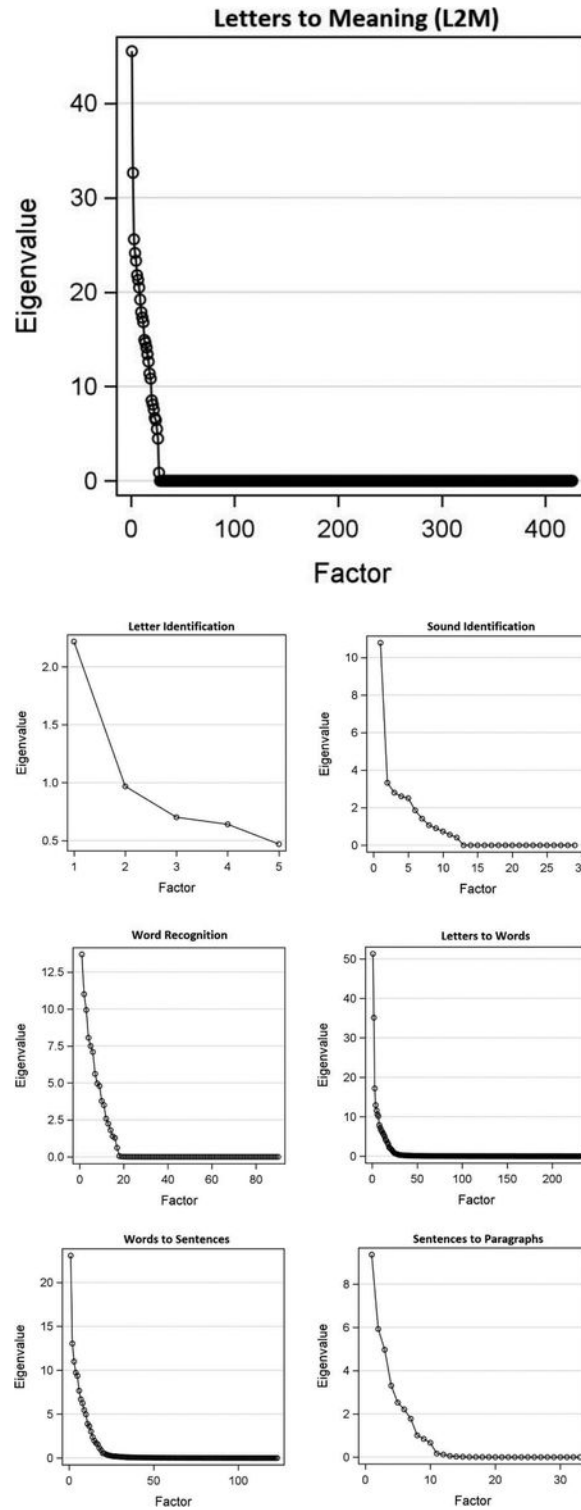 Letters to Meaning (L2M)
40
30
20
10
0
Eigenvalue
0 100 200 300 400
Factor
Letter Identification
2.0
1.5
1.0
0.5
Eigenvalue
1 2 3 4 5
Factor
Sound Identification
10
8
6
4
2
0
Eigenvalue
0 5 10 15 20 25
Factor
Word Recognition
12.5
10.0
7.5
5.0
2.5
0.0
Eigenvalue
0 20 40 60 80
Factor
Letters to Words
50
40
30
20
10
0
Eigenvalue
0 50 100 150 200
Factor
Words to Sentences
20
15
10
5
0
Eigenvalue
0 50 100
Factor
Sentences to Paragraphs
8
6
4
2
0
Eigenvalue
0 10 20 30
Factor